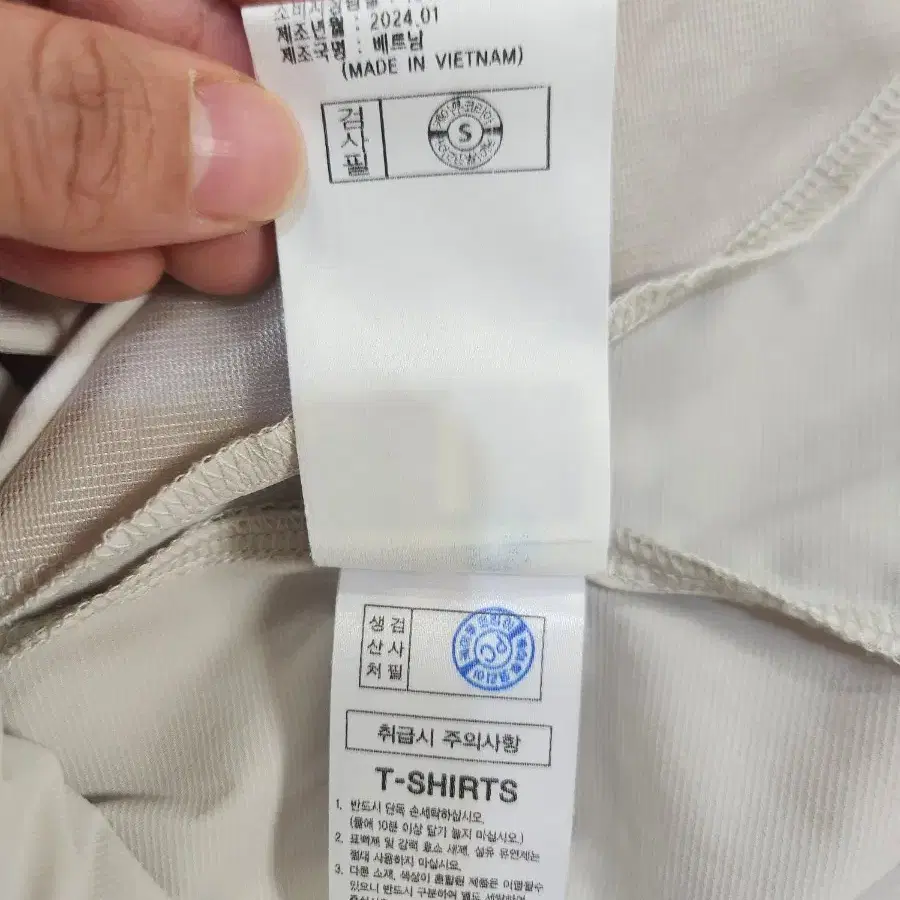 제조년월 : 2024.01
제조국명 : 베트남
(MADE IN VIETNAM)
검사필
S
생산처
검사필
취급시 주의사항
T-SHIRTS
1. 반드시 단독 손세탁하십시오.
(물에 10분 이상 담가 놓지 마십시오.)
2. 표백제 및 강력 효소 세제, 섬유 유연제는
절대 사용하지 마십시오.
3. 다른 소재, 색상이 혼합된 제품은 이염될수
있으니 반드시 구분하여 별도 세탁하여